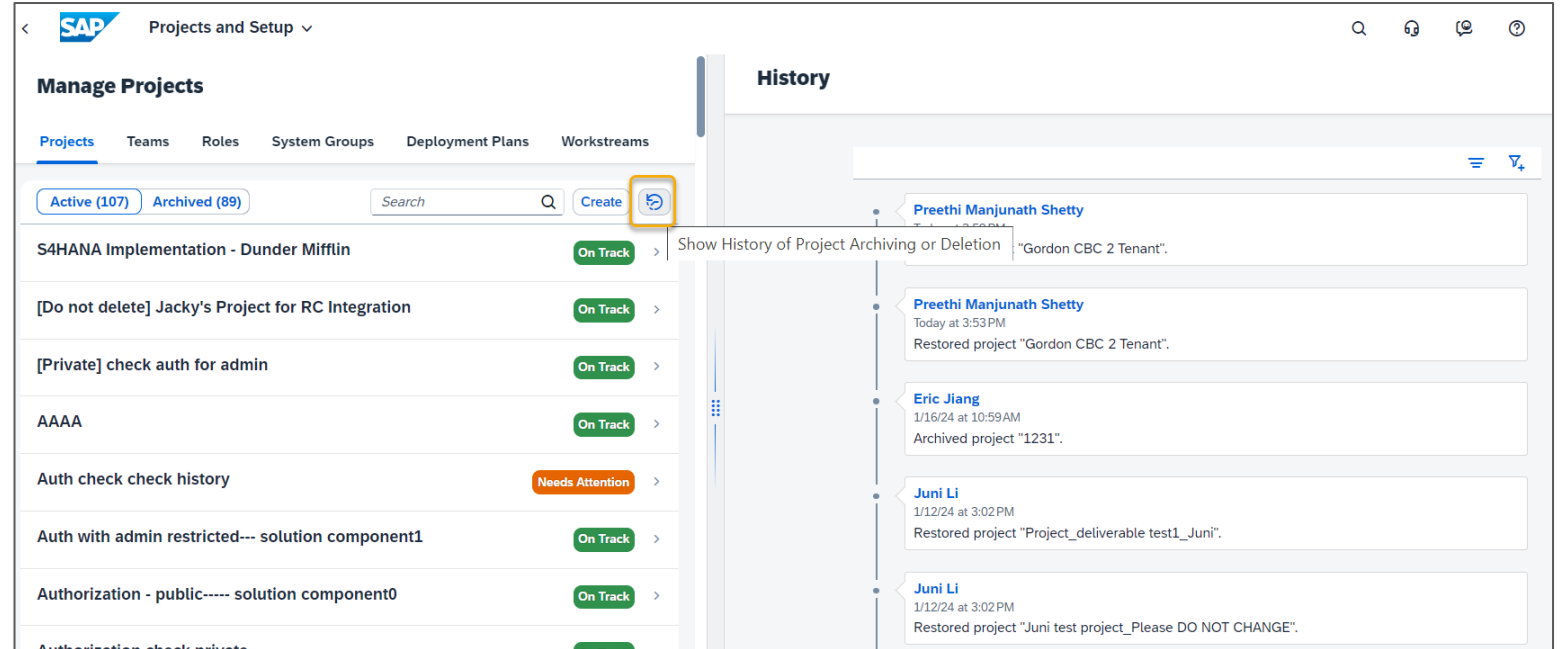 SAP Projects and Setup
Manage Projects
Projects Teams Roles System Groups Deployment Plans Workstreams
Active (107) Archived (89) Search Create
S4HANA Implementation - Dunder Mifflin On Track
[Do not delete] Jacky's Project for RC Integration On Track
[Private] check auth for admin On Track
AAAA On Track
Auth check check history Needs Attention
Auth with admin restricted--- solution component1 On Track
Authorization - public----- solution component0 On Track
Show History of Project Archiving or Deletion
History
Preethi Manjunath Shetty
"Gordon CBC 2 Tenant".
Preethi Manjunath Shetty
Today at 3:53 PM
Restored project "Gordon CBC 2 Tenant".
Eric Jiang
1/16/24 at 10:59 AM
Archived project "1231".
Juni Li
1/12/24 at 3:02 PM
Restored project "Project_deliverable test1_Juni".
Juni Li
1/12/24 at 3:02 PM
Restored project "Juni test project_Please DO NOT CHANGE".